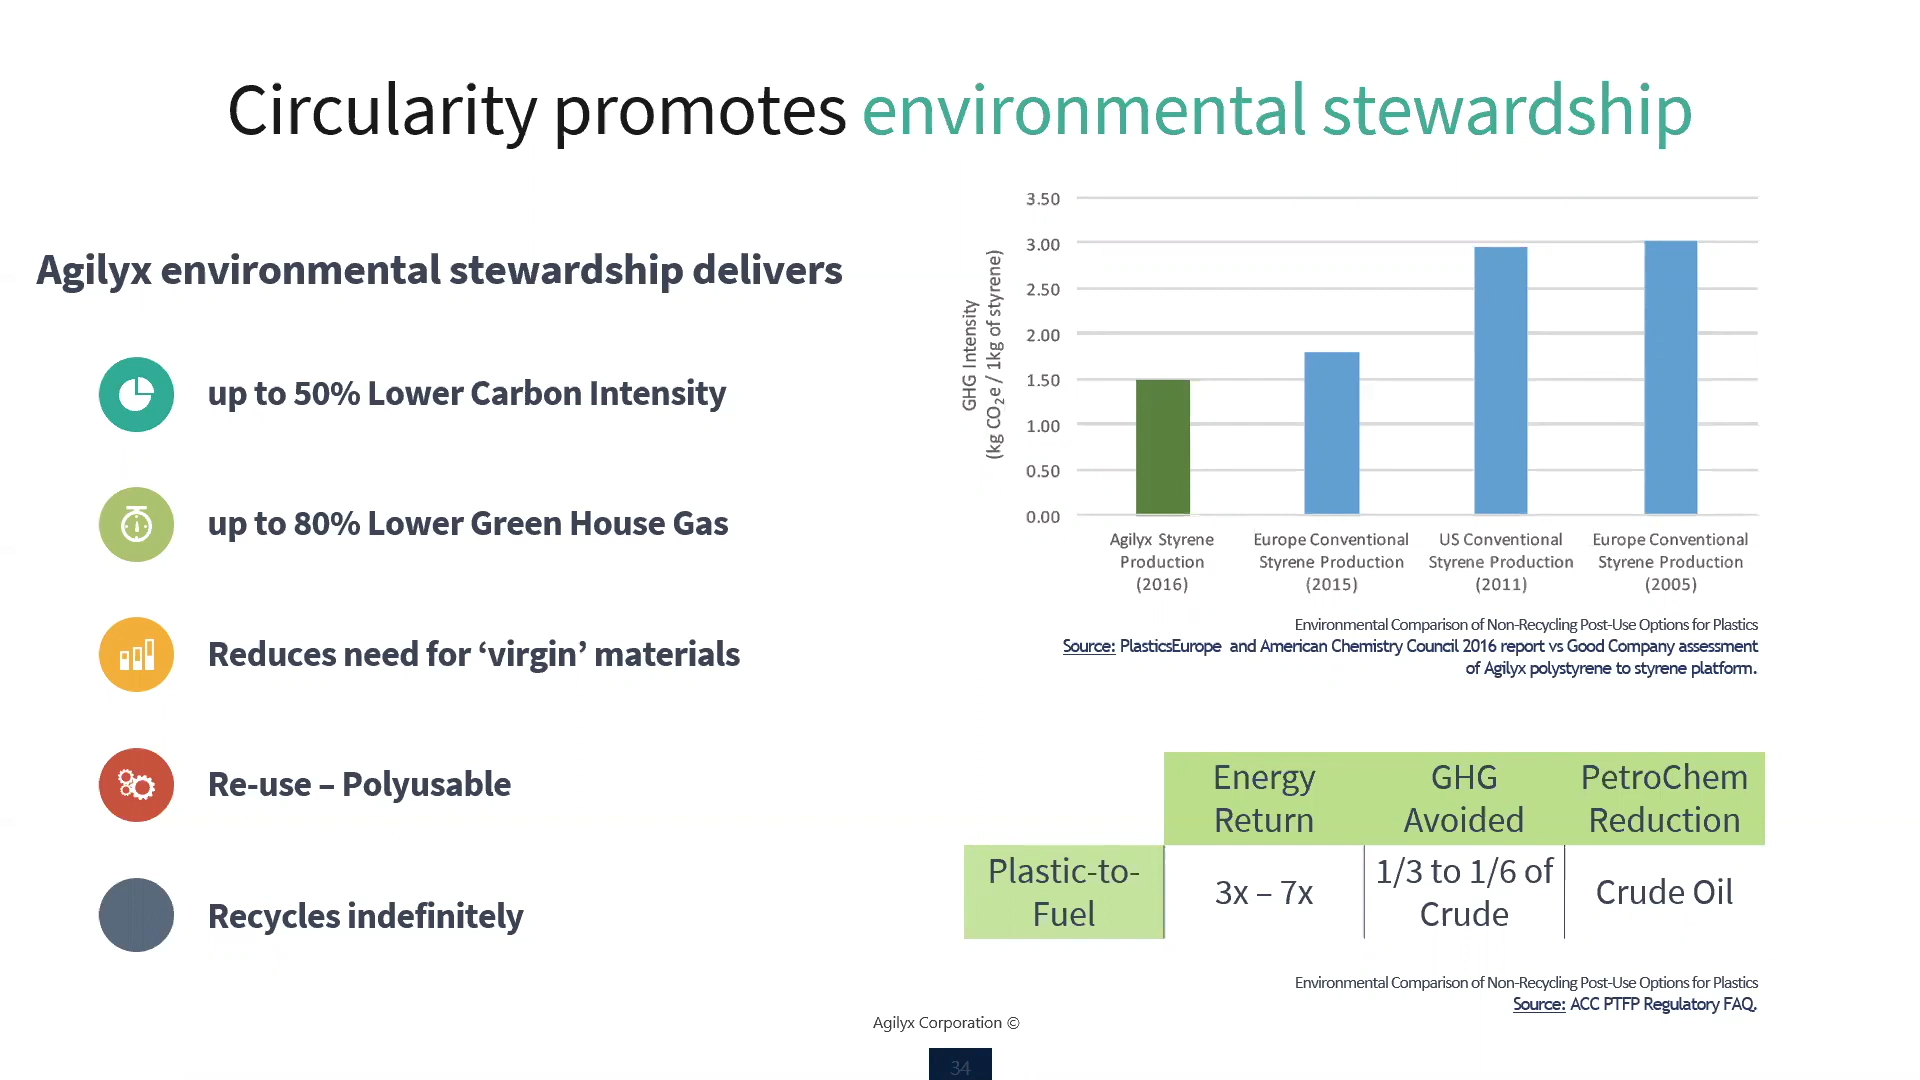 Circularity promotes environmental stewardship
Agilyx environmental stewardship delivers
up to 50% Lower Carbon Intensity
up to 80% Lower Green House Gas
Reduces need for ‘virgin’ materials
Re-use – Polyusable
Recycles indefinitely
GHG Intensity
(kg CO₂e / 1kg of styrene)
3.50
3.00
2.50
2.00
1.50
1.00
0.50
0.00
Agilyx Styrene
Production
(2016)
Europe Conventional
Styrene Production
(2015)
US Conventional
Styrene Production
(2011)
Europe Conventional
Styrene Production
(2005)
Environmental Comparison of Non-Recycling Post-Use Options for Plastics
Source: PlasticsEurope and American Chemistry Council 2016 report vs Good Company assessment
of Agilyx polystyrene to styrene platform.
Energy
Return
GHG
Avoided
PetroChem
Reduction
Plastic-to-
Fuel
3x – 7x
1/3 to 1/6 of
Crude
Crude Oil
Environmental Comparison of Non-Recycling Post-Use Options for Plastics
Source: ACC PTFP Regulatory FAQ.
Agilyx Corporation ©
34